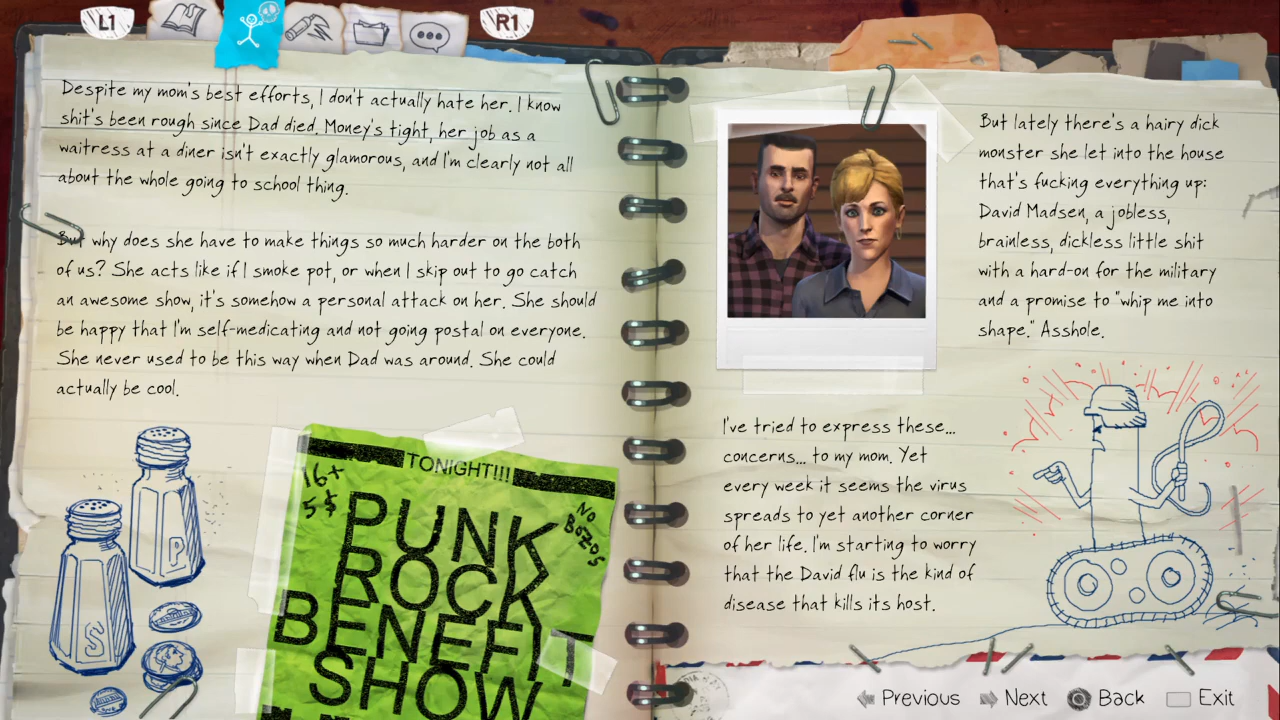 L1
R1
Despite my mom's best efforts, I don't actually hate her. I know
shit's been rough since Dad died. Money's tight, her job as a
waitress at a diner isn't exactly glamorous, and I'm clearly not all
about the whole going to school thing.
But why does she have to make things so much harder on the both
of us? She acts like if I smoke pot, or when I skip out to go catch
an awesome show, it's somehow a personal attack on her. She should
be happy that I'm self-medicating and not going postal on everyone.
She never used to be this way when Dad was around. She could
actually be cool.
P
S
TONIGHT!!!
16+
5$
NO
BOZOS
PUNK
ROCK
BENEFIT
SHOW
But lately there's a hairy dick
monster she let into the house
that's fucking everything up:
David Madsen, a jobless,
brainless, dickless little shit
with a hard-on for the military
and a promise to "whip me into
shape." Asshole.
I've tried to express these...
concerns... to my mom. Yet
every week it seems the virus
spreads to yet another corner
of her life. I'm starting to worry
that the David flu is the kind of
disease that kills its host.
Previous
Next
Back
Exit